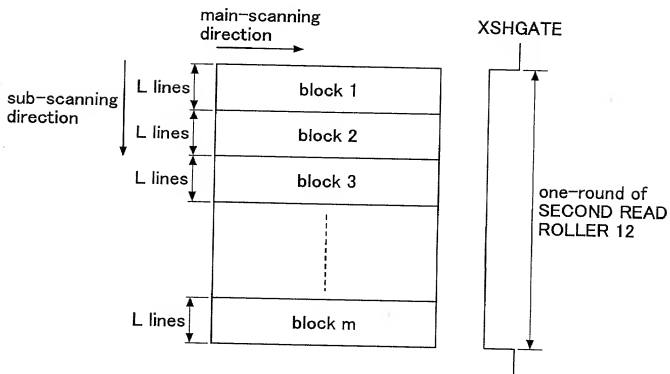 main-scanning
direction
XSHGATE
sub-scanning
direction
L lines
block 1
L lines
block 2
L lines
block 3
one-round of
SECOND READ
ROLLER 12
L lines
block m